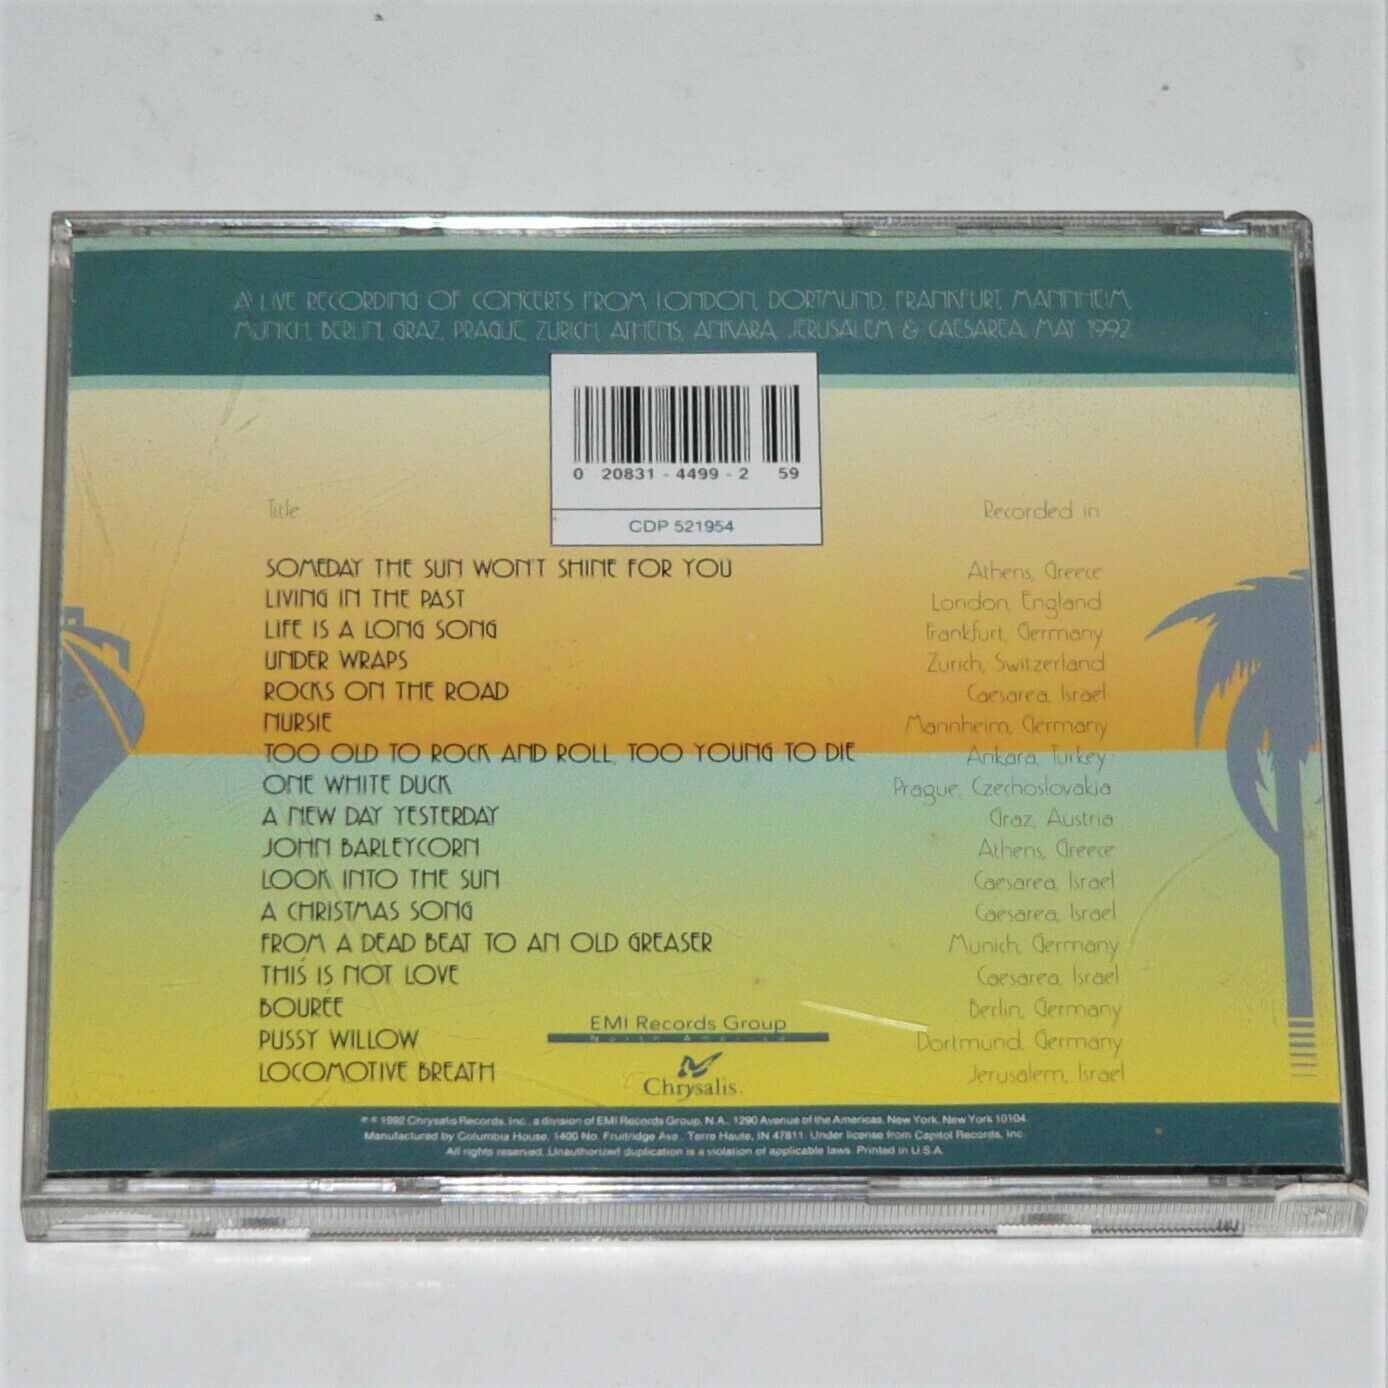 A LIVE RECORDING OF CONCERTS FROM LONDON, DORTMUND, FRANKFURT, MANNHEIM,
MUNICH, BERLIN, GRAZ, PRAGUE, ZURICH, ATHENS, ANKARA, JERUSALEM & CAESAREA, MAY 1992
0 20831 - 4499 - 2 59
CDP 521954
Title Recorded in
SOMEDAY THE SUN WON'T SHINE FOR YOU Athens, Greece
LIVING IN THE PAST London, England
LIFE IS A LONG SONG Frankfurt, Germany
UNDER WRAPS Zurich, Switzerland
ROCKS ON THE ROAD Caesarea, Israel
NURSIE Mannheim, Germany
TOO OLD TO ROCK AND ROLL, TOO YOUNG TO DIE Ankara, Turkey
ONE WHITE DUCK Prague, Czechoslovakia
A NEW DAY YESTERDAY Graz, Austria
JOHN BARLEYCORN Athens, Greece
LOOK INTO THE SUN Caesarea, Israel
A CHRISTMAS SONG Caesarea, Israel
FROM A DEAD BEAT TO AN OLD GREASER Munich, Germany
THIS IS NOT LOVE Caesarea, Israel
BOURÉE Berlin, Germany
PUSSY WILLOW Dortmund, Germany
LOCOMOTIVE BREATH Jerusalem, Israel
EMI Records Group
North America
Chrysalis.
℗ © 1992 Chrysalis Records, Inc., a division of EMI Records Group, N.A., 1290 Avenue of the Americas, New York, New York 10104.
Manufactured by Columbia House, 1400 No. Fruitridge Ave., Terre Haute, IN 47811. Under license from Capitol Records, Inc.
All rights reserved. Unauthorized duplication is a violation of applicable laws. Printed in U.S.A.